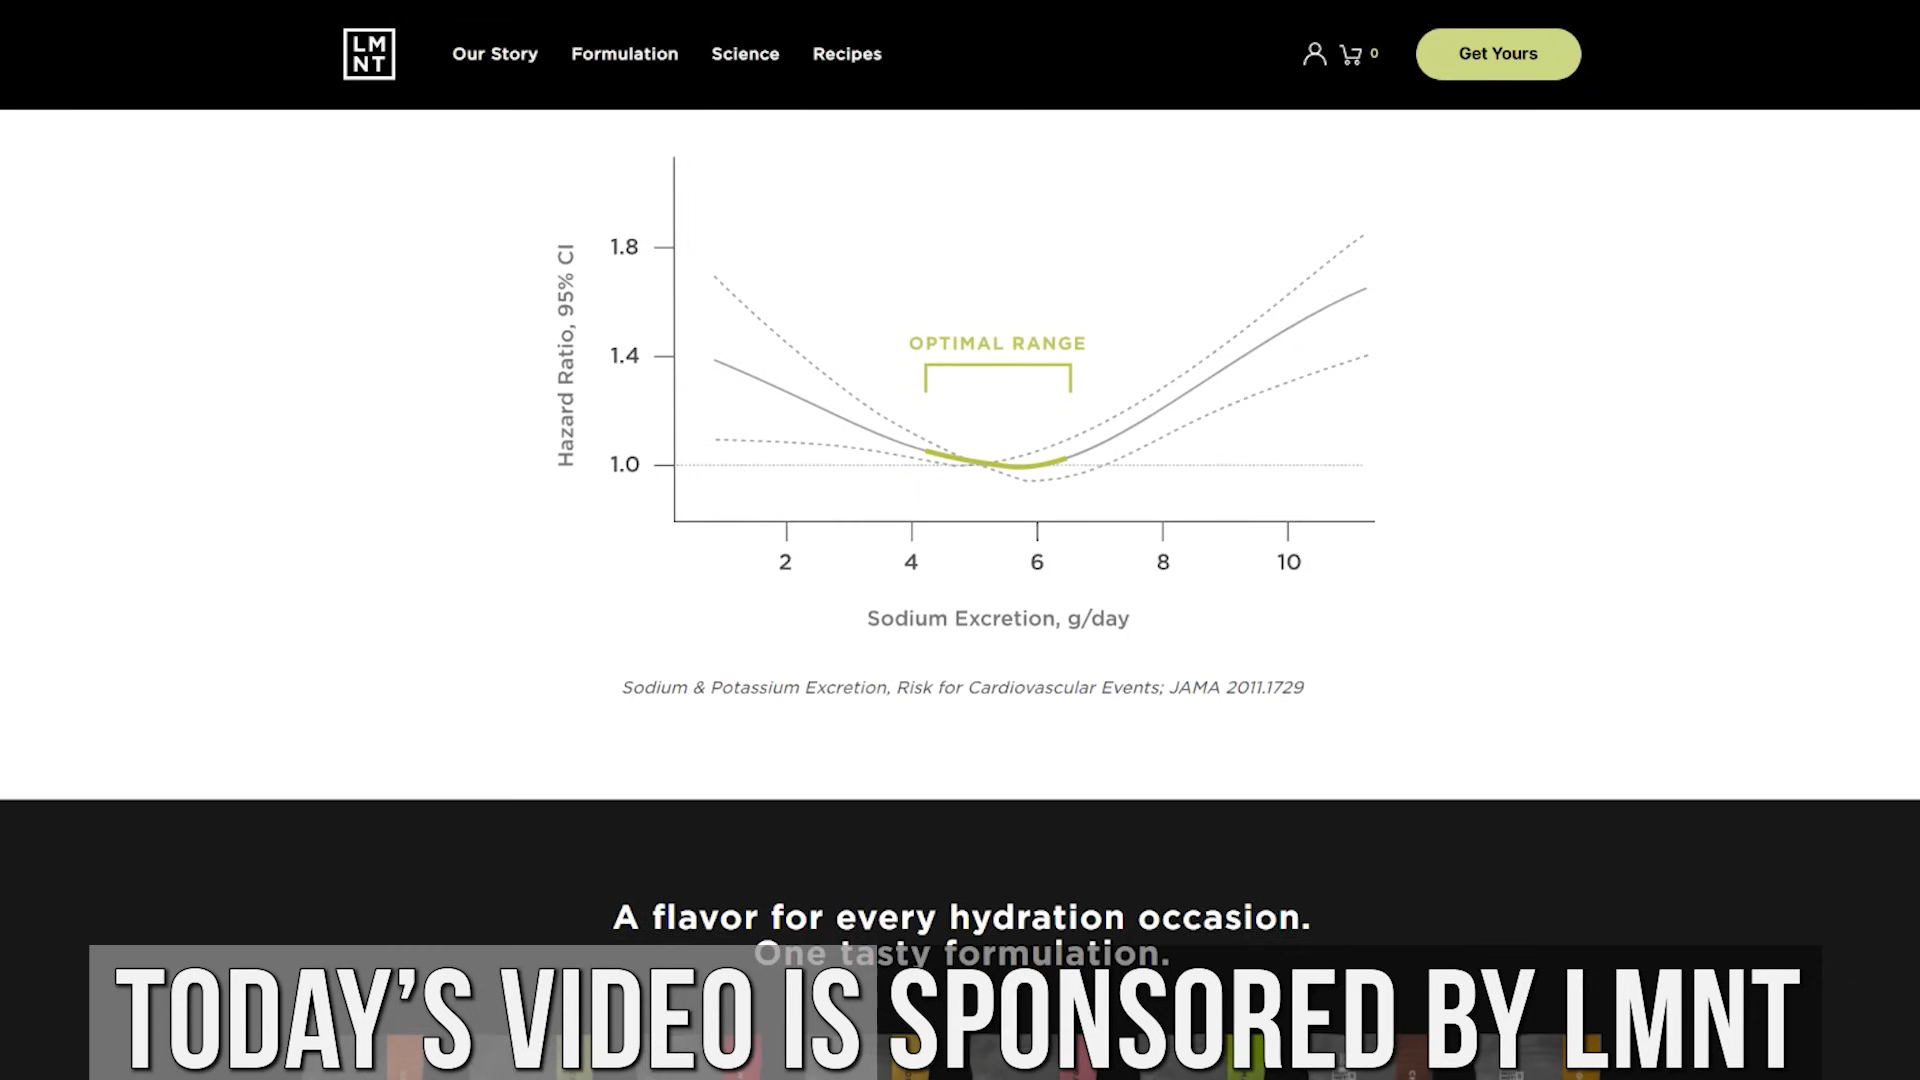 LM
NT
Our Story
Formulation
Science
Recipes
0
Get Yours
Hazard Ratio, 95% CI
1.8
1.4
1.0
OPTIMAL RANGE
2
4
6
8
10
Sodium Excretion, g/day
Sodium & Potassium Excretion, Risk for Cardiovascular Events; JAMA 2011.1729
A flavor for every hydration occasion.
One tasty formulation.
TODAY'S VIDEO IS SPONSORED BY LMNT